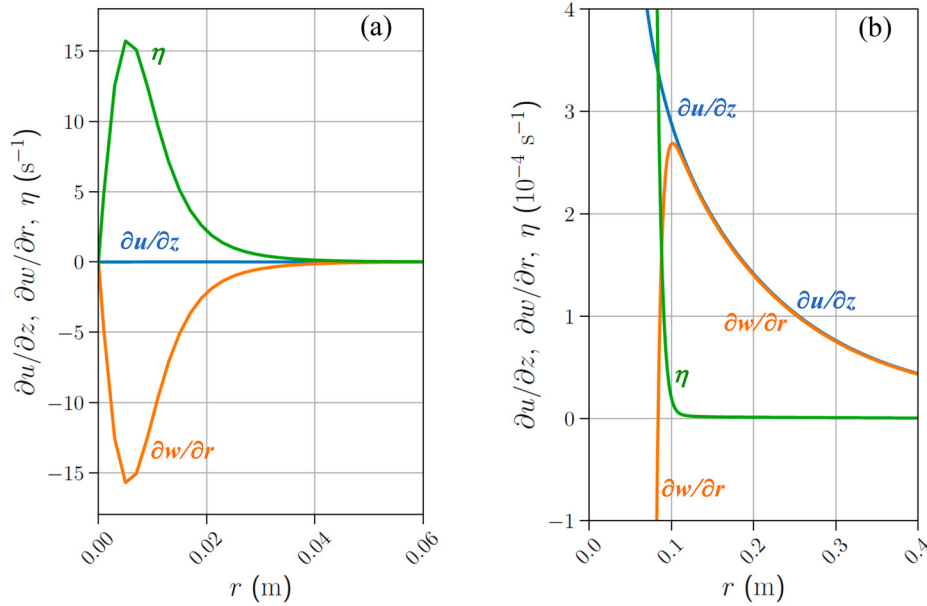 (a)
∂u/∂z, ∂w/∂r, η (s⁻¹)
15
10
5
0
−5
−10
−15
η
∂u/∂z
∂w/∂r
0.00
0.02
0.04
0.06
r (m)
(b)
∂u/∂z, ∂w/∂r, η (10⁻⁴ s⁻¹)
4
3
2
1
0
−1
∂u/∂z
∂u/∂z
∂w/∂r
η
∂w/∂r
0.0
0.1
0.2
0.3
0.4
r (m)